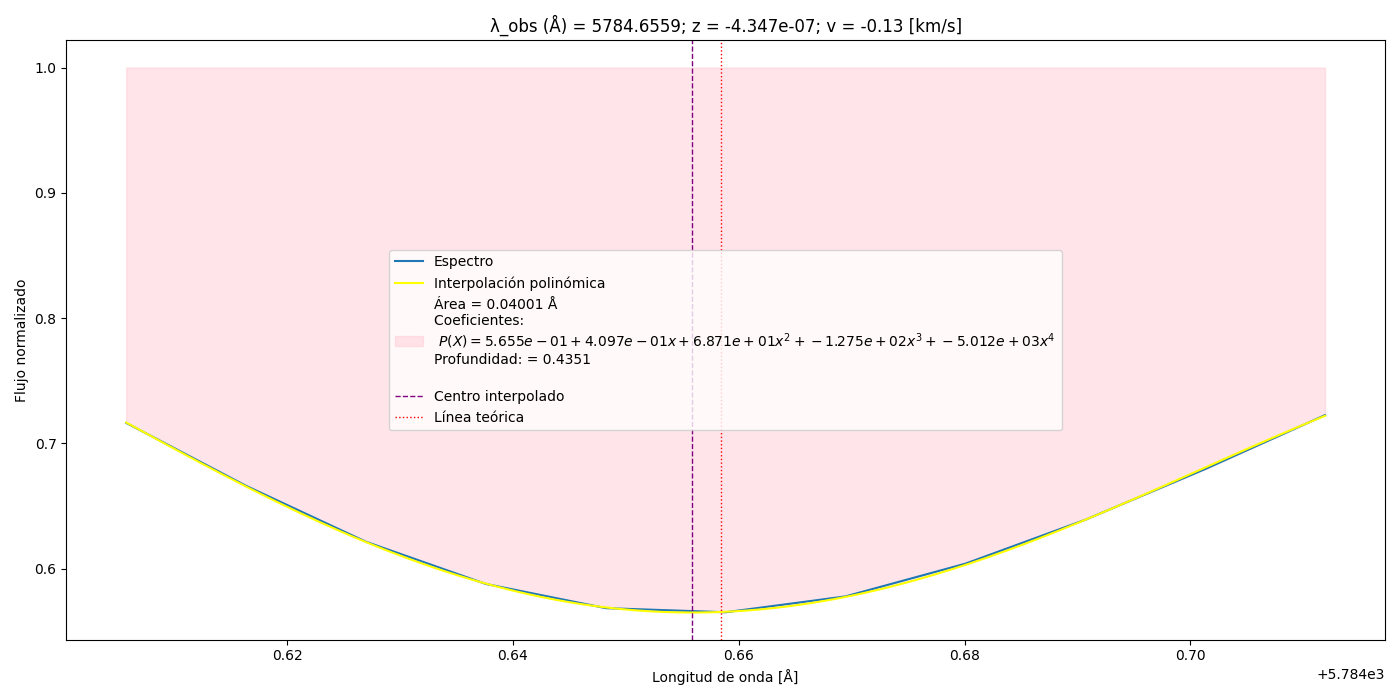 λ_obs (Å) = 5784.6559; z = -4.347e-07; v = -0.13 [km/s]
Flujo normalizado
1.0
0.9
0.8
0.7
0.6
Espectro
Interpolación polinómica
Área = 0.04001 Å
Coeficientes:
P(X) = 5.655e − 01 + 4.097e − 01x + 6.871e + 01x² + −1.275e + 02x³ + −5.012e + 03x⁴
Profundidad: = 0.4351
Centro interpolado
Línea teórica
0.62 0.64 0.66 0.68 0.70
+5.784e3
Longitud de onda [Å]